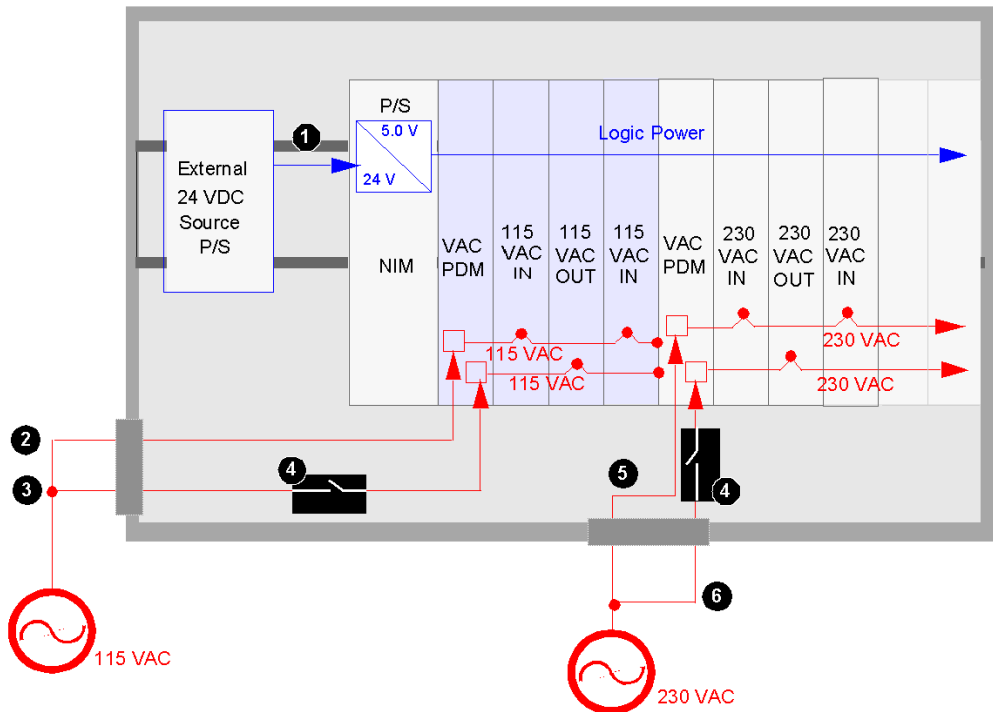 P/S
5.0 V
24 V
1
Logic Power
External
24 VDC
Source
P/S
NIM
VAC
PDM
115
VAC
IN
115
VAC
OUT
115
VAC
IN
VAC
PDM
230
VAC
IN
230
VAC
OUT
230
VAC
IN
115 VAC
115 VAC
230 VAC
230 VAC
2
3
4
5
4
6
115 VAC
230 VAC